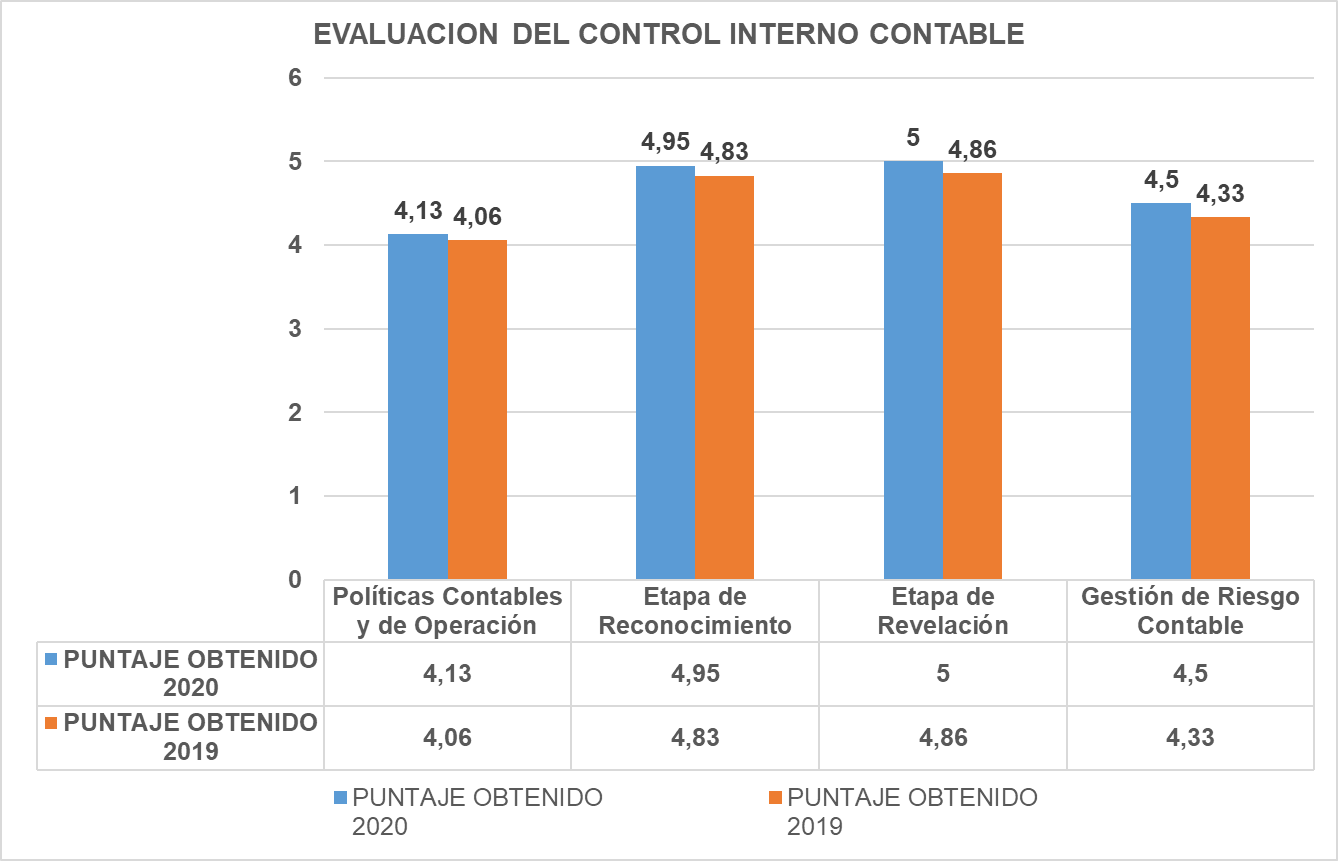 EVALUACION DEL CONTROL INTERNO CONTABLE
6
5
4
3
2
1
0
4,13
4,06
4,95
4,83
5
4,86
4,5
4,33
Políticas Contables
y de Operación
Etapa de
Reconocimiento
Etapa de
Revelación
Gestión de Riesgo
Contable
PUNTAJE OBTENIDO
2020
4,13
4,95
5
4,5
PUNTAJE OBTENIDO
2019
4,06
4,83
4,86
4,33
PUNTAJE OBTENIDO
2020
PUNTAJE OBTENIDO
2019